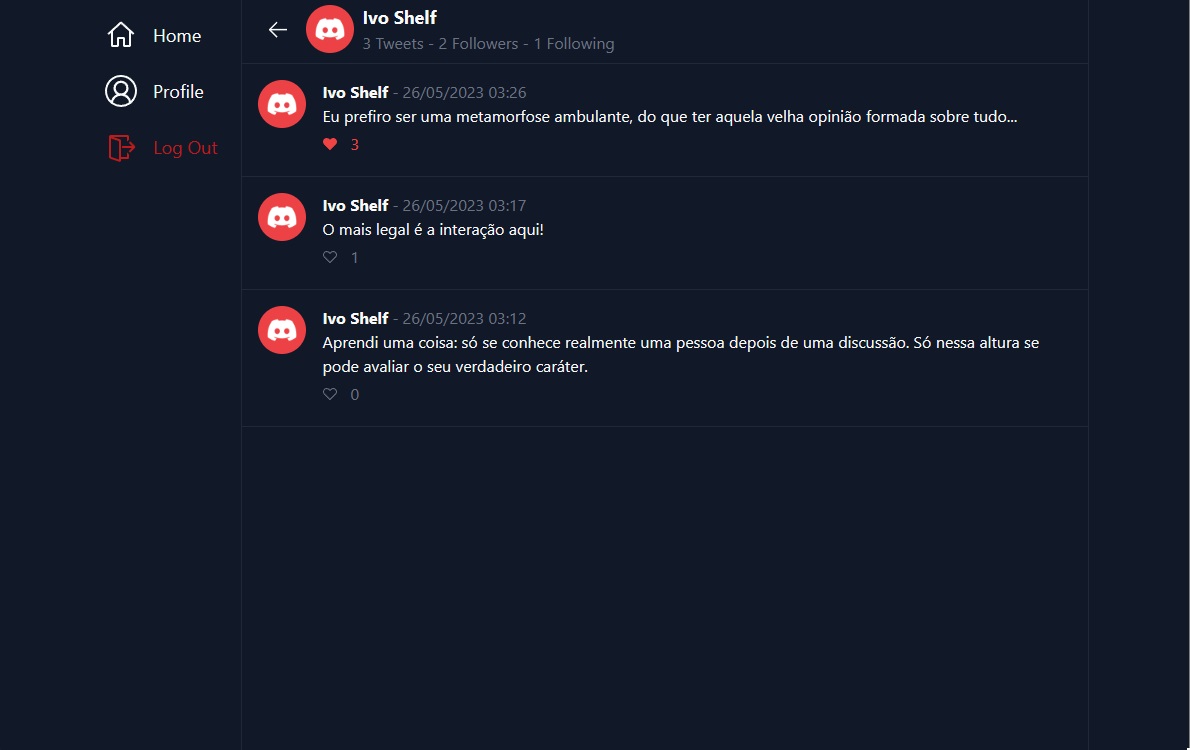 Home
Profile
Log Out
Ivo Shelf
3 Tweets - 2 Followers - 1 Following
Ivo Shelf - 26/05/2023 03:26
Eu prefiro ser uma metamorfose ambulante, do que ter aquela velha opinião formada sobre tudo...
3
Ivo Shelf - 26/05/2023 03:17
O mais legal é a interação aqui!
1
Ivo Shelf - 26/05/2023 03:12
Aprendi uma coisa: só se conhece realmente uma pessoa depois de uma discussão. Só nessa altura se
pode avaliar o seu verdadeiro caráter.
0